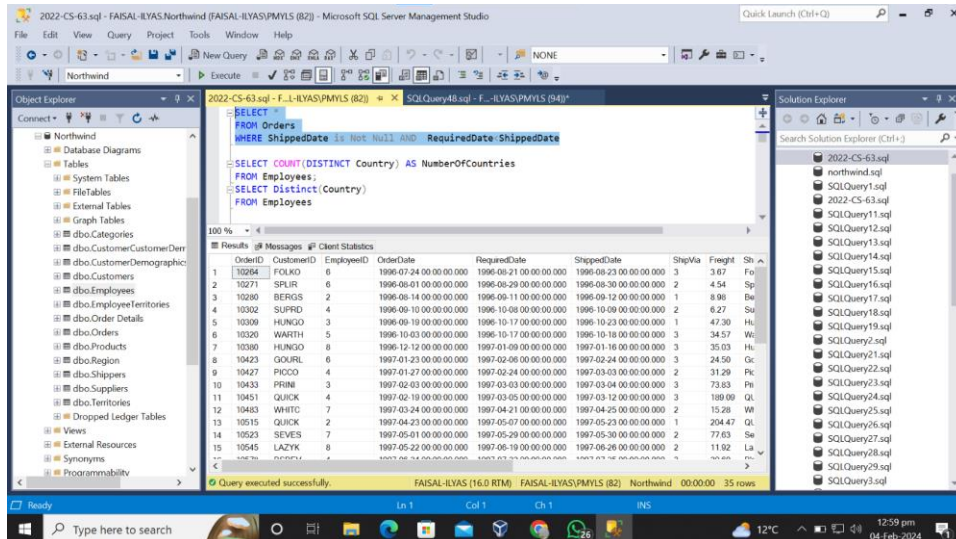 2022-CS-63.sql - FAISAL-ILYAS.Northwind (FAISAL-ILYAS\PMYLS (82)) - Microsoft SQL Server Management Studio
Quick Launch (Ctrl+Q)
File Edit View Query Project Tools Window Help
New Query NONE
Northwind Execute
Object Explorer
Connect
Northwind
Database Diagrams
Tables
System Tables
FileTables
External Tables
Graph Tables
dbo.Categories
dbo.CustomerCustomerDem
dbo.CustomerDemographics
dbo.Customers
dbo.Employees
dbo.EmployeeTerritories
dbo.Order Details
dbo.Orders
dbo.Products
dbo.Region
dbo.Shippers
dbo.Suppliers
dbo.Territories
Dropped Ledger Tables
Views
External Resources
Synonyms
Programmability
2022-CS-63.sql - F...L-ILYAS\PMYLS (82)) SQLQuery48.sql - F...-ILYAS\PMYLS (94))*
SELECT *
FROM Orders
WHERE ShippedDate is Not Null AND RequiredDate<ShippedDate
SELECT COUNT(DISTINCT Country) AS NumberOfCountries
FROM Employees;
SELECT Distinct(Country)
FROM Employees
100 %
Results Messages Client Statistics
OrderID CustomerID EmployeeID OrderDate RequiredDate ShippedDate ShipVia Freight Sh
1 10264 FOLKO 6 1996-07-24 00:00:00.000 1996-08-21 00:00:00.000 1996-08-23 00:00:00.000 3 3.67 Fo
2 10271 SPLIR 6 1996-08-01 00:00:00.000 1996-08-29 00:00:00.000 1996-08-30 00:00:00.000 2 4.54 Sp
3 10280 BERGS 2 1996-08-14 00:00:00.000 1996-09-11 00:00:00.000 1996-09-12 00:00:00.000 1 8.98 Be
4 10302 SUPRD 4 1996-09-10 00:00:00.000 1996-10-08 00:00:00.000 1996-10-09 00:00:00.000 2 6.27 Su
5 10309 HUNGO 3 1996-09-19 00:00:00.000 1996-10-17 00:00:00.000 1996-10-23 00:00:00.000 1 47.30 Hu
6 10320 WARTH 5 1996-10-03 00:00:00.000 1996-10-17 00:00:00.000 1996-10-18 00:00:00.000 3 34.57 Wa
7 10380 HUNGO 8 1996-12-12 00:00:00.000 1997-01-09 00:00:00.000 1997-01-16 00:00:00.000 3 35.03 Hu
8 10423 GOURL 6 1997-01-23 00:00:00.000 1997-02-06 00:00:00.000 1997-02-24 00:00:00.000 3 24.50 Go
9 10427 PICCO 4 1997-01-27 00:00:00.000 1997-02-24 00:00:00.000 1997-03-03 00:00:00.000 2 31.29 Pic
10 10433 PRINI 3 1997-02-03 00:00:00.000 1997-03-03 00:00:00.000 1997-03-04 00:00:00.000 3 73.83 Pri
11 10451 QUICK 4 1997-02-19 00:00:00.000 1997-03-05 00:00:00.000 1997-03-12 00:00:00.000 3 189.09 QL
12 10483 WHITC 7 1997-03-24 00:00:00.000 1997-04-21 00:00:00.000 1997-04-25 00:00:00.000 2 15.28 Wl
13 10515 QUICK 2 1997-04-23 00:00:00.000 1997-05-07 00:00:00.000 1997-05-23 00:00:00.000 1 204.47 QL
14 10523 SEVES 7 1997-05-01 00:00:00.000 1997-05-29 00:00:00.000 1997-05-30 00:00:00.000 2 77.63 Se
15 10545 LAZYK 8 1997-05-22 00:00:00.000 1997-06-19 00:00:00.000 1997-06-26 00:00:00.000 2 11.92 La
Query executed successfully. FAISAL-ILYAS (16.0 RTM) FAISAL-ILYAS\PMYLS (82) Northwind 00:00:00 35 rows
Solution Explorer
Search Solution Explorer (Ctrl+;)
2022-CS-63.sql
northwind.sql
SQLQuery1.sql
2022-CS-63.sql
SQLQuery11.sql
SQLQuery12.sql
SQLQuery13.sql
SQLQuery14.sql
SQLQuery15.sql
SQLQuery16.sql
SQLQuery17.sql
SQLQuery18.sql
SQLQuery19.sql
SQLQuery2.sql
SQLQuery21.sql
SQLQuery22.sql
SQLQuery23.sql
SQLQuery24.sql
SQLQuery25.sql
SQLQuery26.sql
SQLQuery27.sql
SQLQuery28.sql
SQLQuery29.sql
SQLQuery3.sql
Ready Ln 1 Col 1 Ch 1 INS
Type here to search
26
12°C
12:59 pm
04-Feb-2024